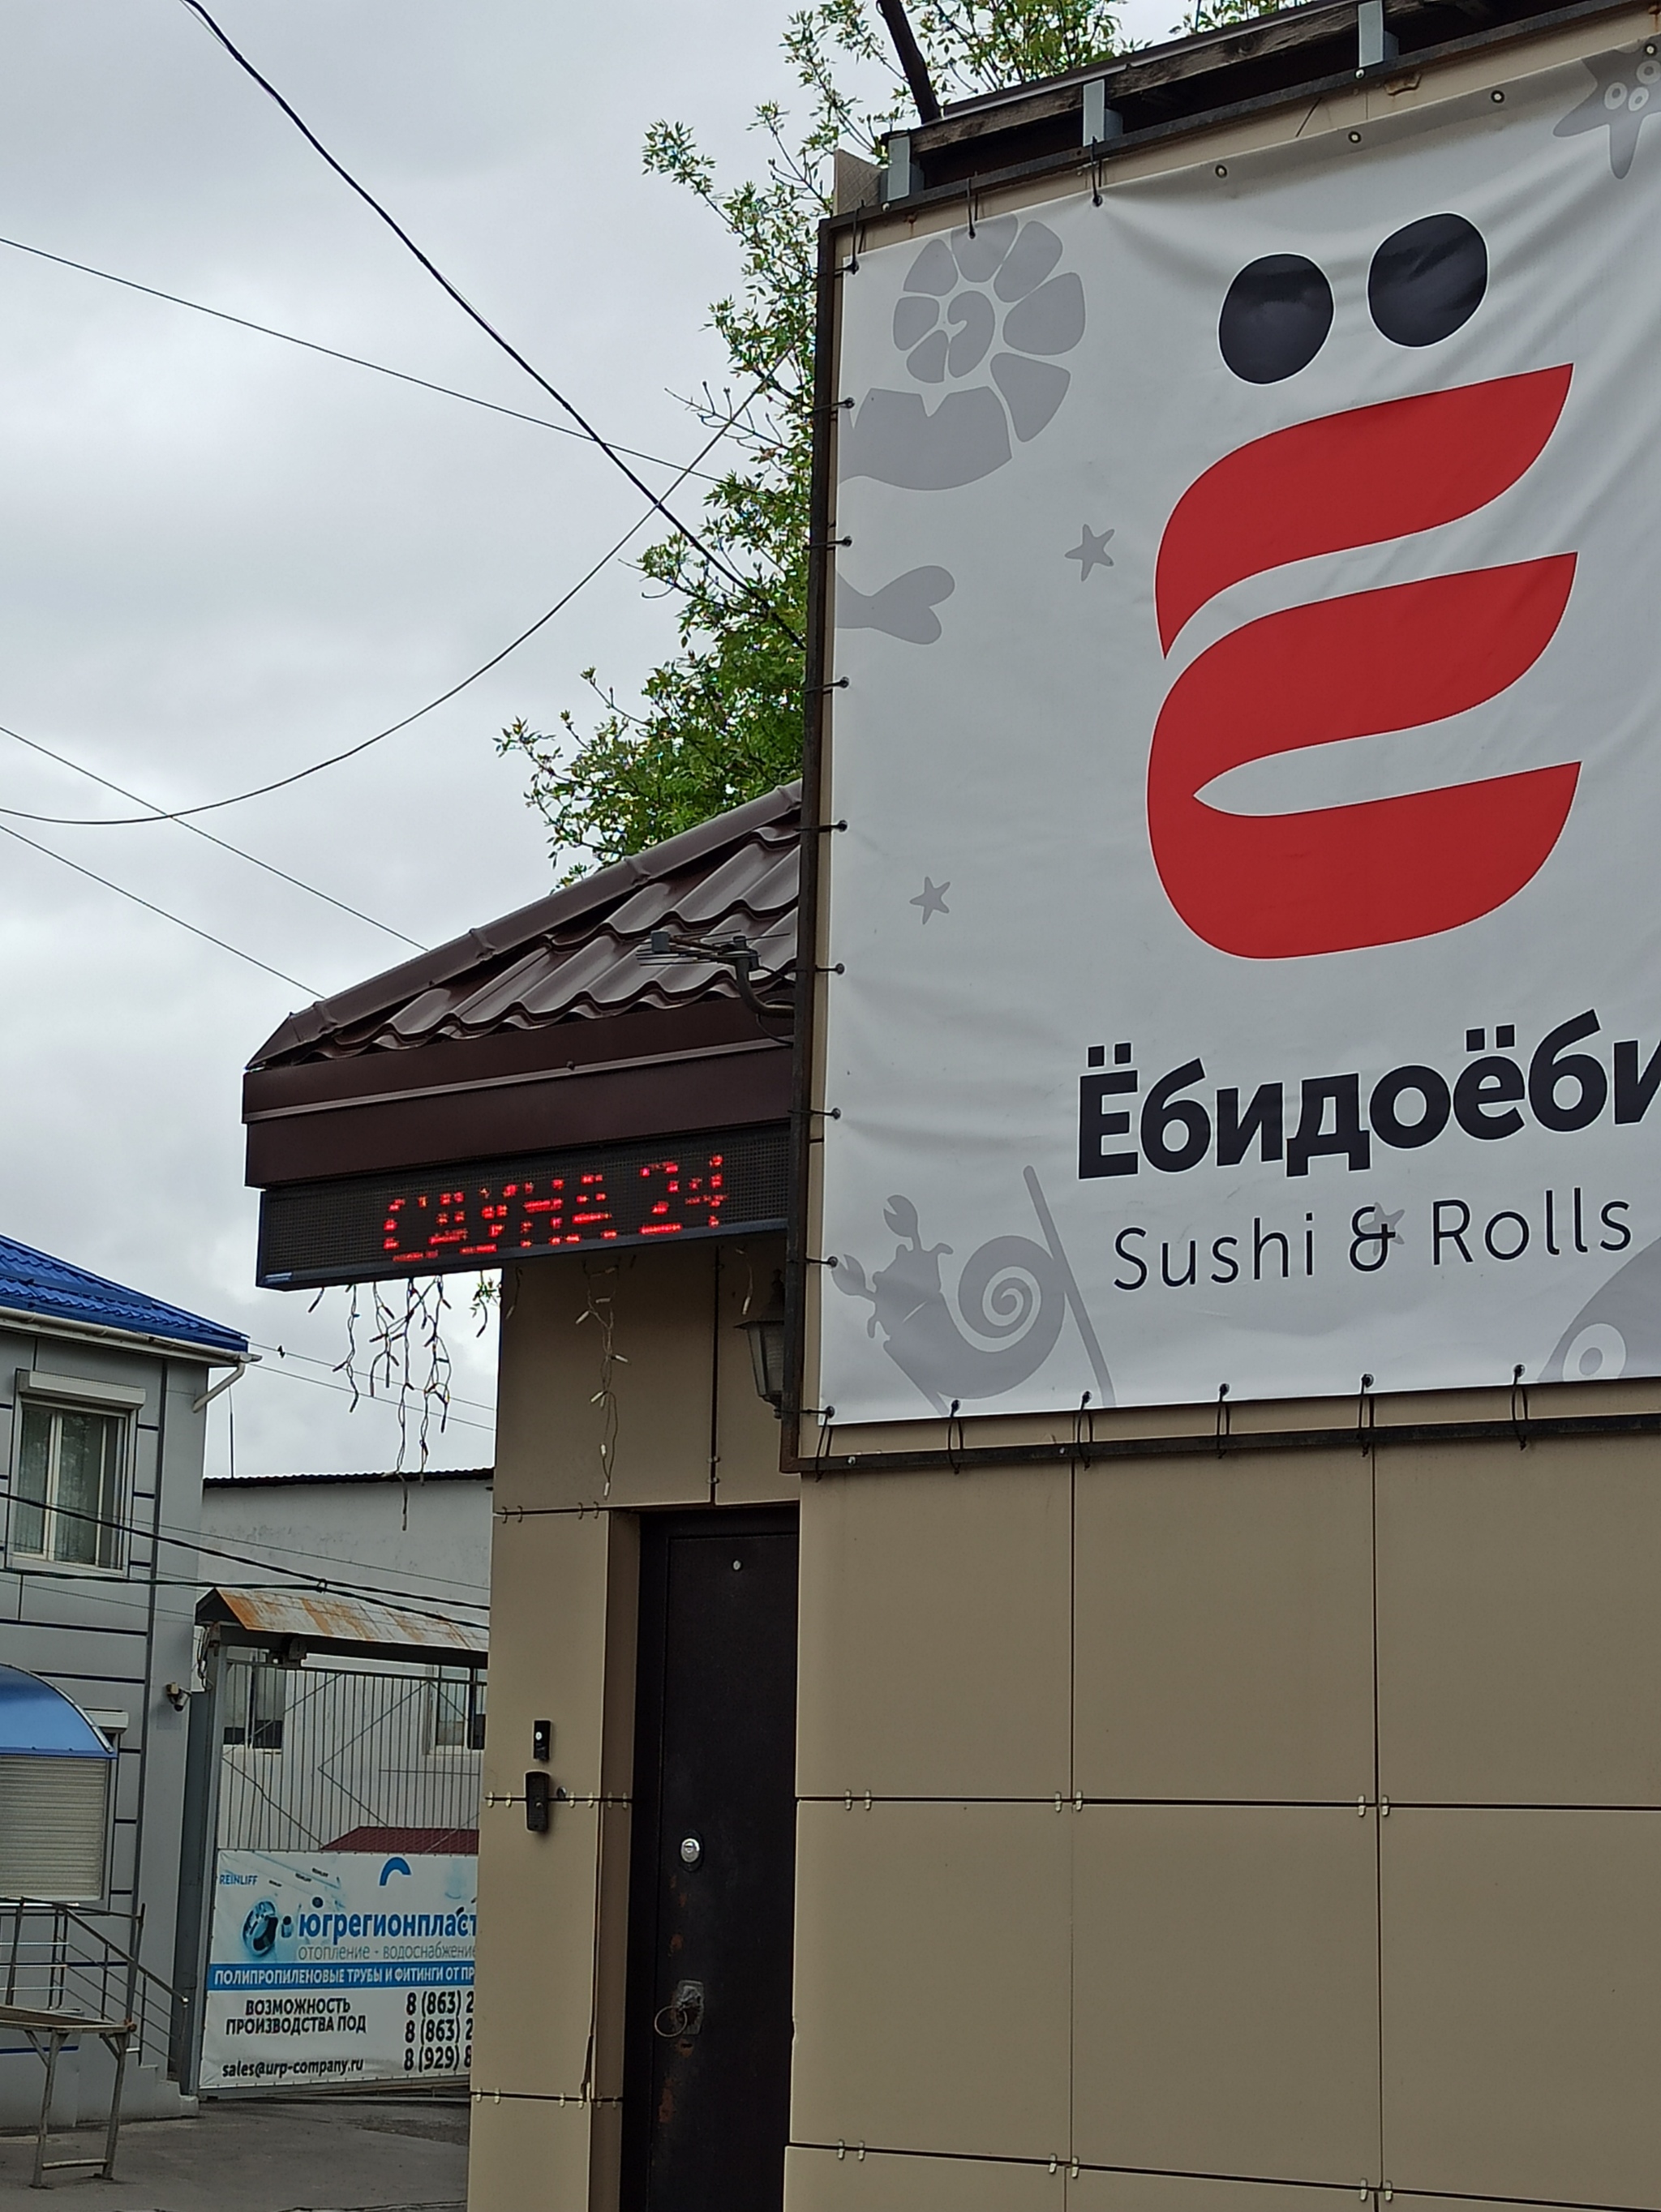 Ё
Ёбидоёби
Sushi & Rolls
САУНА 24
REINLIFF
югрегионпласт
отопление - водоснабжение
ПОЛИПРОПИЛЕНОВЫЕ ТРУБЫ И ФИТИНГИ ОТ ПР
ВОЗМОЖНОСТЬ
ПРОИЗВОДСТВА ПОД
8 (863) 2
8 (863) 2
8 (929) 8
sales@urp-company.ru